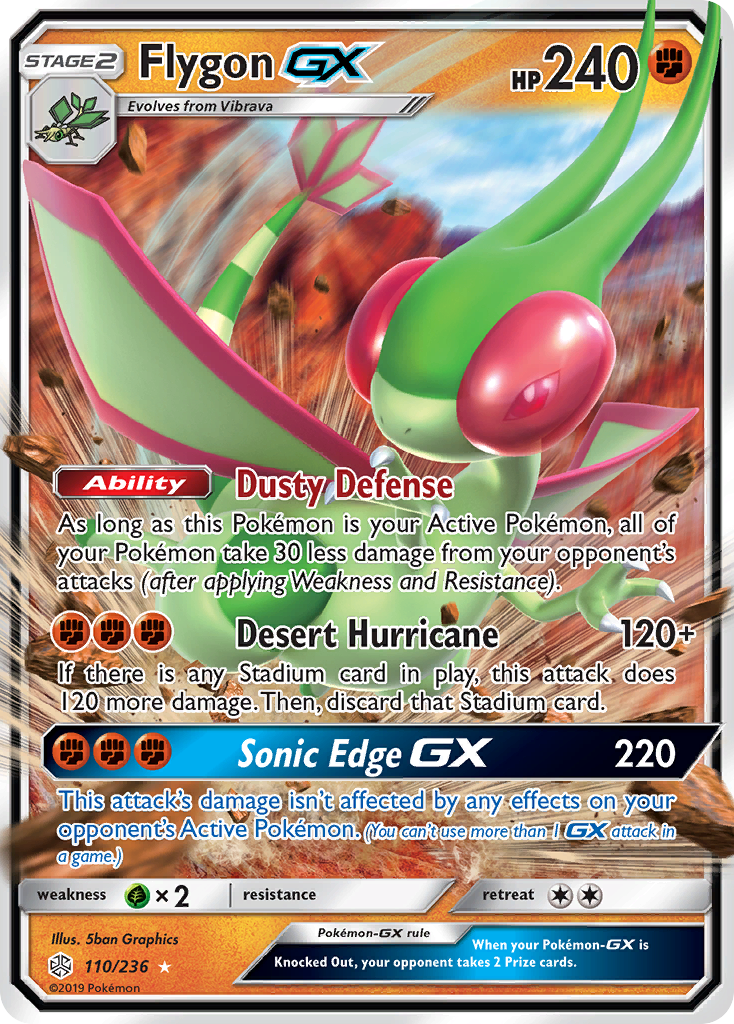 STAGE2 Flygon GX HP240
Evolves from Vibrava
Ability Dusty Defense
As long as this Pokémon is your Active Pokémon, all of
your Pokémon take 30 less damage from your opponent's
attacks (after applying Weakness and Resistance).
Desert Hurricane 120+
If there is any Stadium card in play, this attack does
120 more damage. Then, discard that Stadium card.
Sonic Edge GX 220
This attack's damage isn't affected by any effects on your
opponent's Active Pokémon. (You can't use more than 1 GX attack in
a game.)
weakness ×2 resistance retreat
Illus. 5ban Graphics
110/236
©2019 Pokémon
Pokémon-GX rule
When your Pokémon-GX is
Knocked Out, your opponent takes 2 Prize cards.